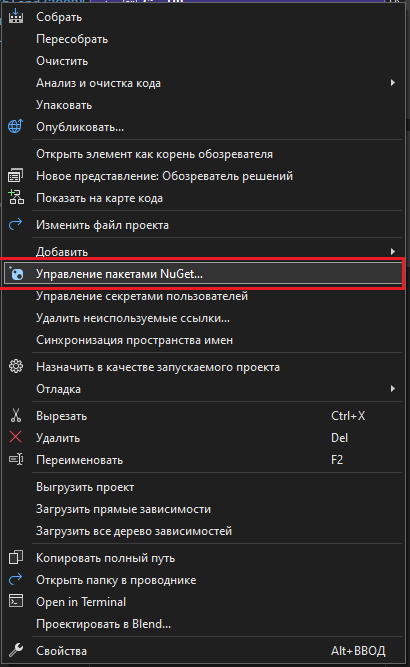 Собрать
Пересобрать
Очистить
Анализ и очистка кода
Упаковать
Опубликовать...
Открыть элемент как корень обозревателя
Новое представление: Обозреватель решений
Показать на карте кода
Изменить файл проекта
Добавить
Управление пакетами NuGet...
Управление секретами пользователей
Удалить неиспользуемые ссылки...
Синхронизация пространства имен
Назначить в качестве запускаемого проекта
Отладка
Вырезать Ctrl+X
Удалить Del
Переименовать F2
Выгрузить проект
Загрузить прямые зависимости
Загрузить все дерево зависимостей
Копировать полный путь
Открыть папку в проводнике
Open in Terminal
Проектировать в Blend...
Свойства Alt+ВВОД